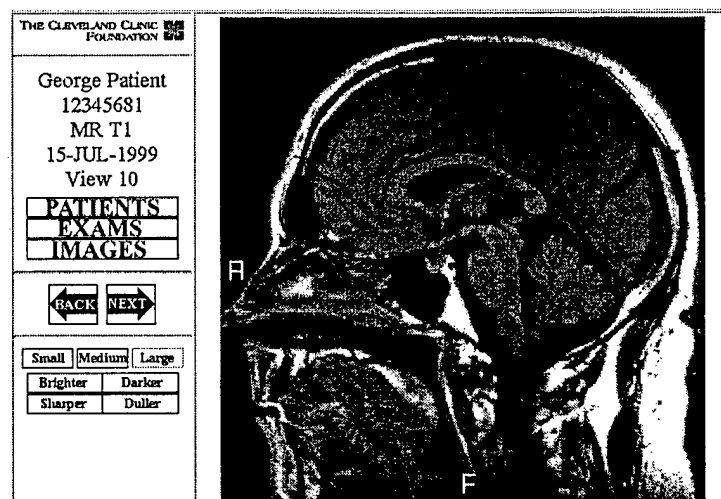 THE CLEVELAND CLINIC
FOUNDATION
George Patient
12345681
MR T1
15-JUL-1999
View 10
PATIENTS
EXAMS
IMAGES
BACK NEXT
Small Medium Large
Brighter Darker
Sharper Duller
A
F